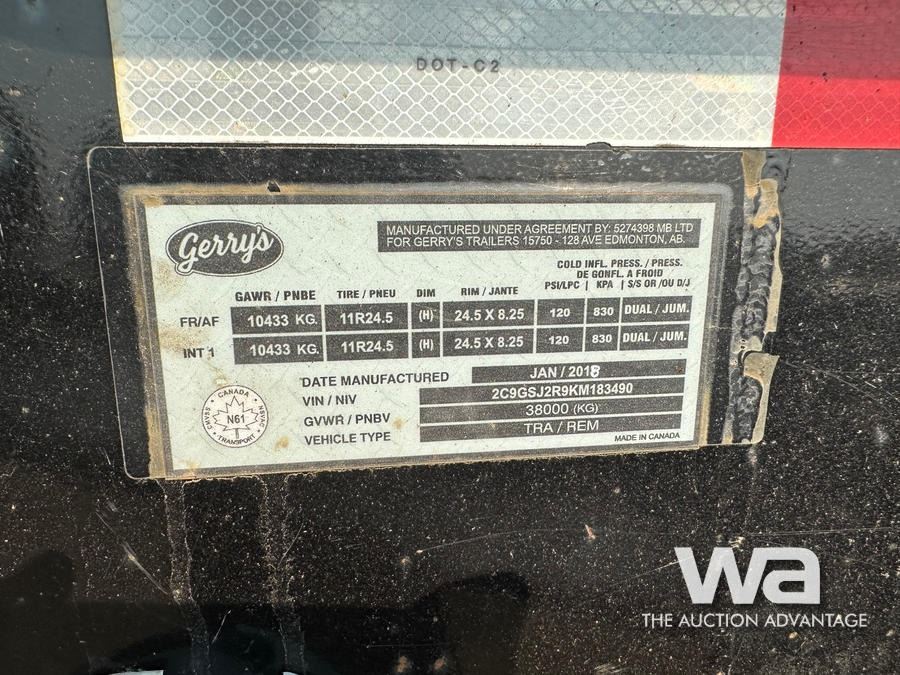 DOT-C2
Gerry's
MANUFACTURED UNDER AGREEMENT BY: 5274398 MB LTD
FOR GERRY'S TRAILERS 15750 - 128 AVE EDMONTON, AB.
COLD INFL. PRESS. / PRESS.
DE GONFL. A FROID
GAWR / PNBE TIRE / PNEU DIM RIM / JANTE PSI/LPC | KPA | S/S OR /OU D/J
FR/AF 10433 KG. 11R24.5 (H) 24.5 X 8.25 120 830 DUAL / JUM.
INT 1 10433 KG. 11R24.5 (H) 24.5 X 8.25 120 830 DUAL / JUM.
DATE MANUFACTURED JAN / 2018
VIN / NIV 2C9GSJ2R9KM183490
GVWR / PNBV 38000 (KG)
VEHICLE TYPE TRA / REM
MADE IN CANADA
CANADA
CMVSS
N61
NSVAC
TRANSPORT
wa
THE AUCTION ADVANTAGE